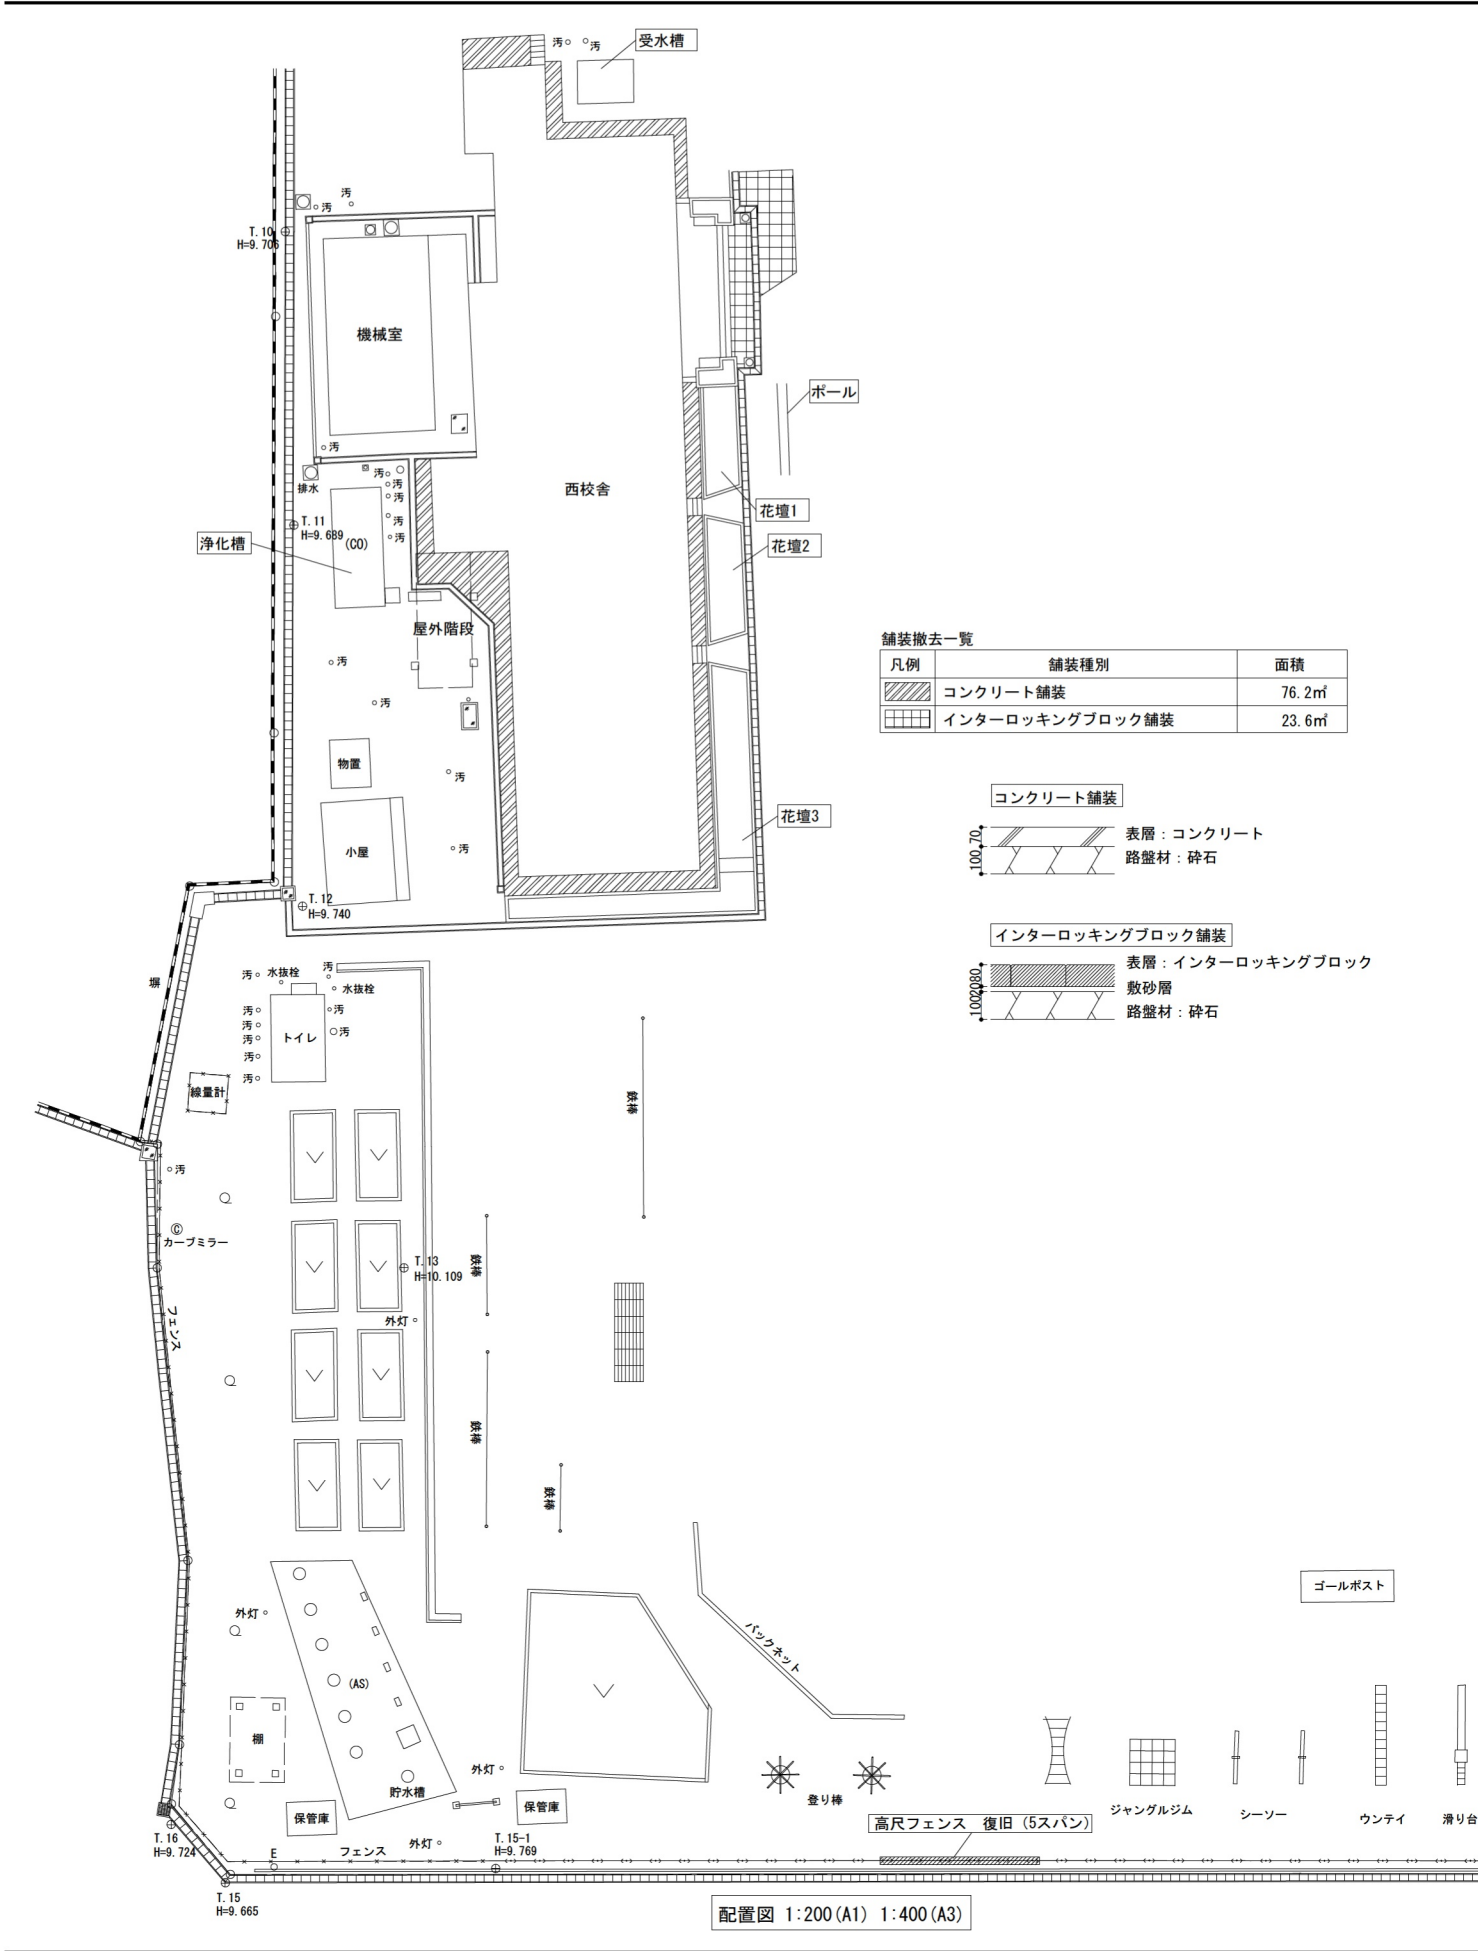 汚 汚 受水槽
汚
汚
T.10
H=9.706
機械室
ポール
汚
西校舎
汚
汚
排水
汚
花壇1
T.11
H=9.689
汚
浄化槽
(CO)
汚
花壇2
屋外階段
汚
汚
物置
汚
花壇3
小屋
汚
T.12
H=9.740
舗装撤去一覧
凡例 舗装種別 面積
コンクリート舗装 76.2㎡
インターロッキングブロック舗装 23.6㎡
コンクリート舗装
100 70
表層：コンクリート
路盤材：砕石
インターロッキングブロック舗装
100 20 80
表層：インターロッキングブロック
敷砂層
路盤材：砕石
塀
汚 水抜栓 汚
水抜栓
汚 汚
汚
汚 トイレ 汚
汚
汚
線量計
鉄棒
汚
Ⓒ
カーブミラー
T.13
H=10.109
鉄棒
フェンス
外灯
鉄棒
鉄棒
ゴールポスト
外灯
バックネット
(AS)
棚
外灯
貯水槽
保管庫
保管庫
登り棒
ジャングルジム
シーソー
ウンテイ
滑り台
高尺フェンス 復旧（5スパン）
T.16
H=9.724
E
フェンス
外灯
T.15-1
H=9.769
T.15
H=9.665
配置図 1:200(A1) 1:400(A3)